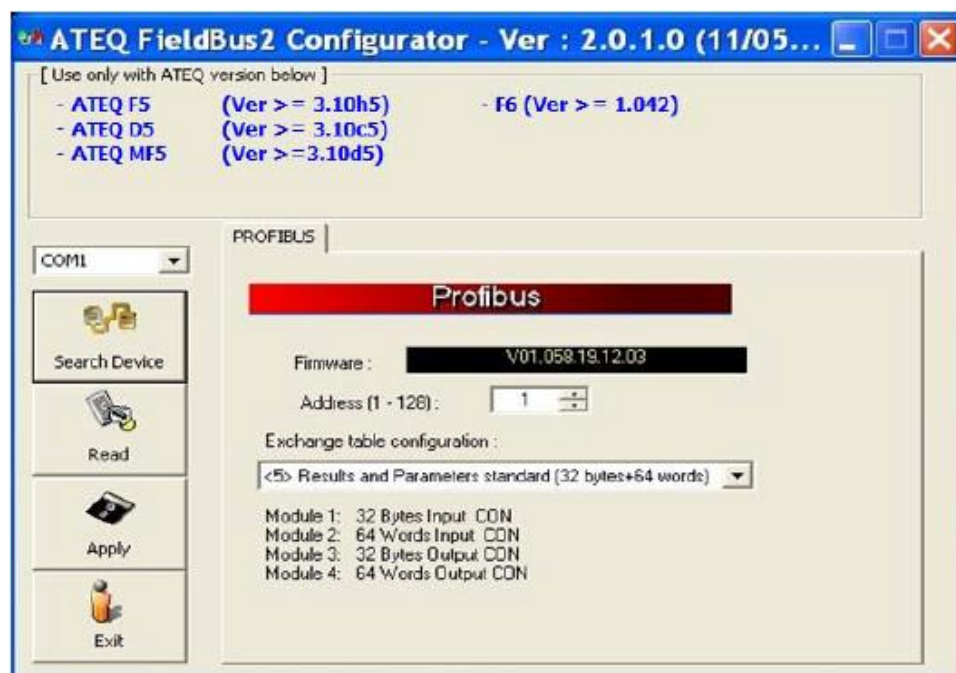 ATEQ FieldBus2 Configurator - Ver : 2.0.1.0 (11/05...
[ Use only with ATEQ version below ]
- ATEQ F5 (Ver >= 3.10h5) - F6 (Ver >= 1.042)
- ATEQ D5 (Ver >= 3.10c5)
- ATEQ MF5 (Ver >=3.10d5)
PROFIBUS
COM1
Profibus
Search Device
Firmware : V01.058.19.12.03
Address (1 - 128) : 1
Read
Exchange table configuration :
<5> Results and Parameters standard (32 bytes+64 words)
Apply
Module 1: 32 Bytes Input CON
Module 2: 64 Words Input CON
Module 3: 32 Bytes Output CON
Module 4: 64 Words Output CON
Exit